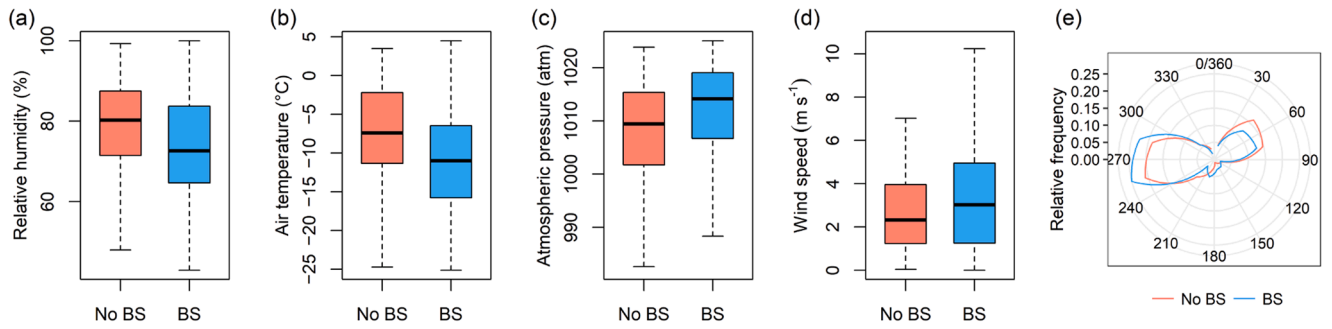 (a)
Relative humidity (%)
100
80
60
No BS
BS
(b)
Air temperature (°C)
5
0
−5
−10
−15
−20
−25
No BS
BS
(c)
Atmospheric pressure (atm)
1020
1010
1000
990
No BS
BS
(d)
Wind speed (m s⁻¹)
10
8
6
4
2
0
No BS
BS
(e)
Relative frequency
0.25
0.20
0.15
0.10
0.05
0.00
0/360
30
60
90
120
150
180
210
240
270
300
330
No BS
BS